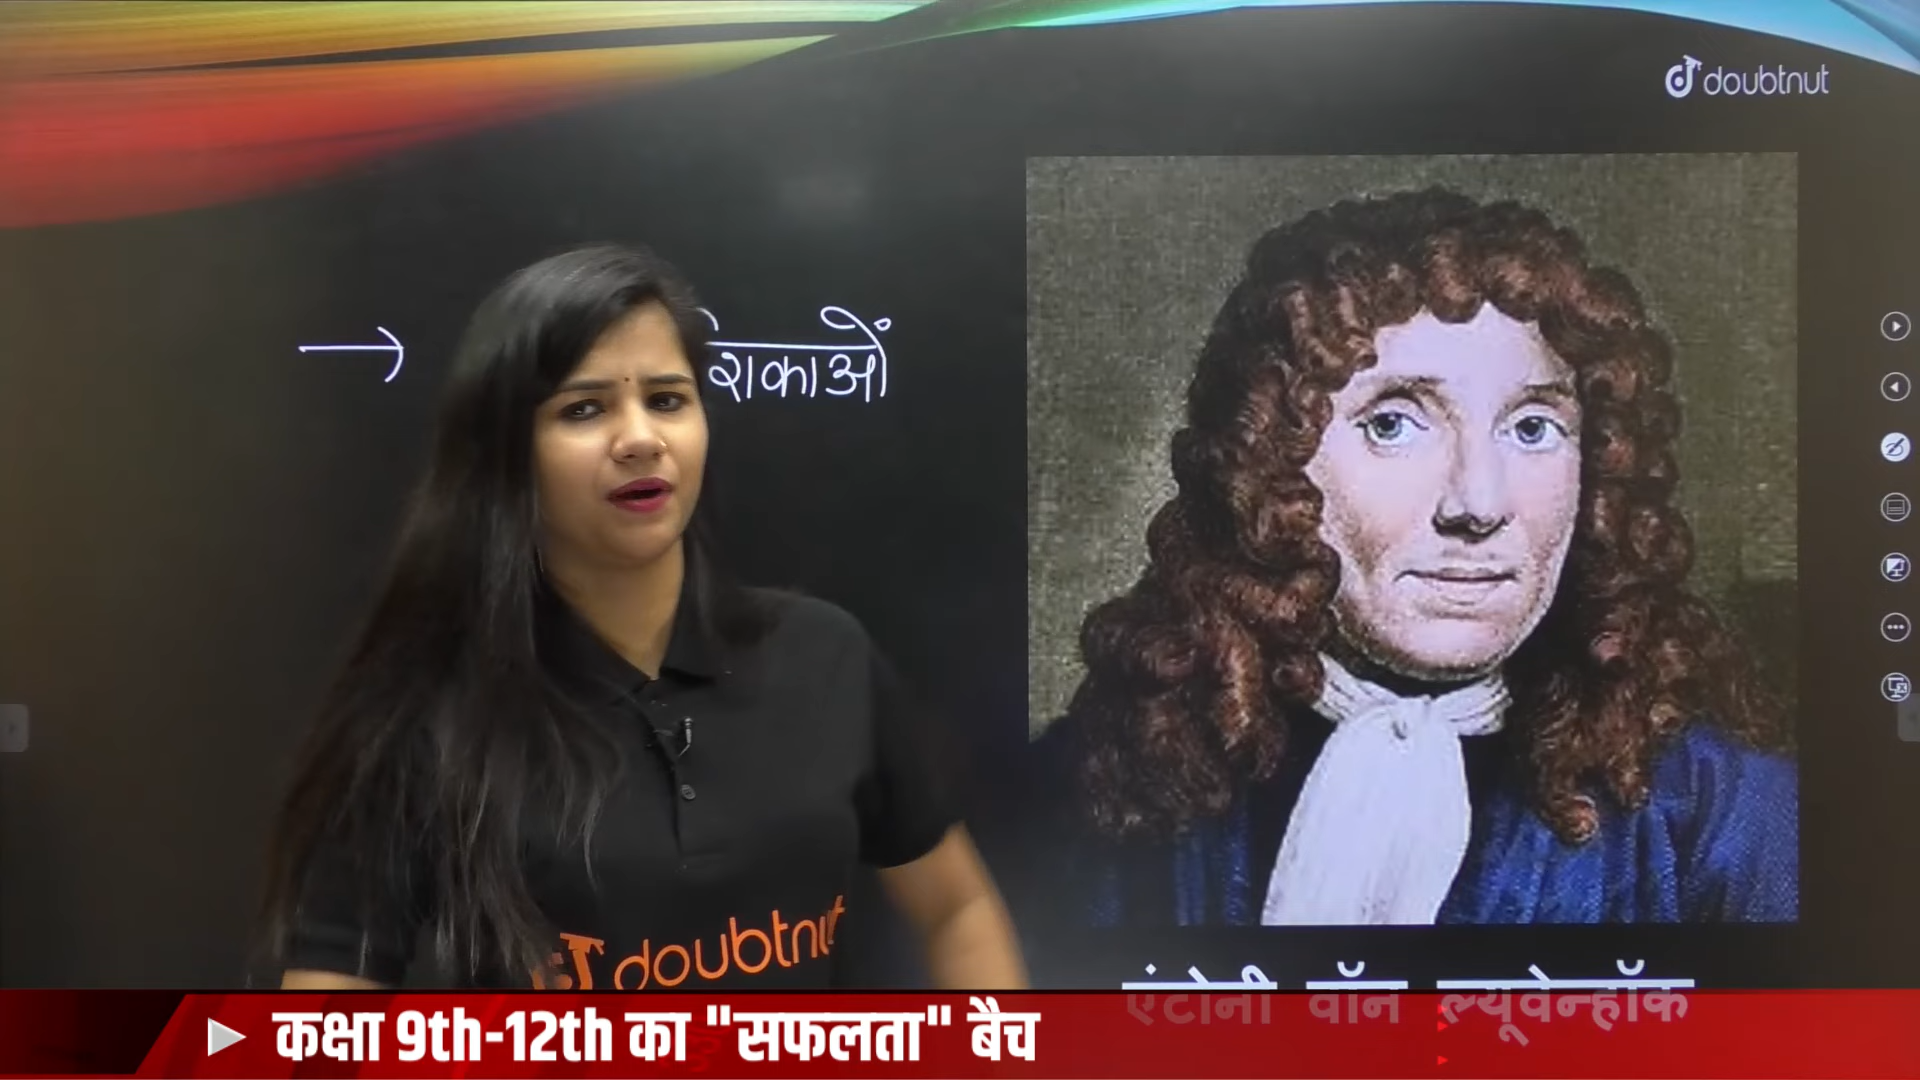 doubtnut
→ शिकाओं
doubtnut
एंटोनी वॉन ल्यूवेन्हॉक
कक्षा 9th-12th का "सफलता" बैच